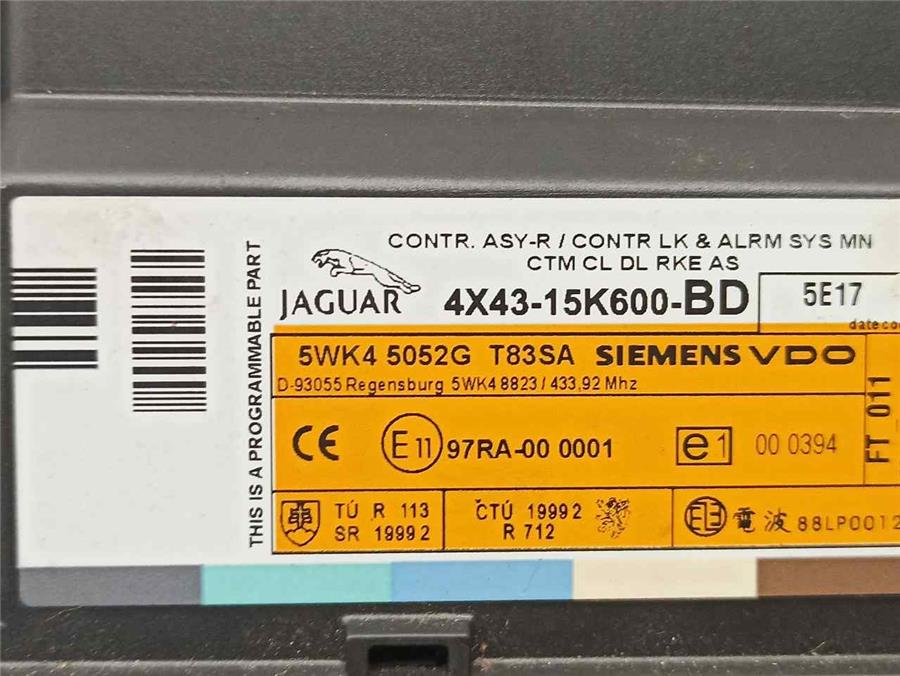 CONTR. ASY-R / CONTR LK & ALRM SYS MN
CTM CL DL RKE AS
JAGUAR 4X43-15K600-BD
5E17
THIS IS A PROGRAMMABLE PART
5WK4 5052G T83SA SIEMENS VDO
D-93055 Regensburg 5WK4 8823 / 433,92 Mhz
FT 011
CE E11 97RA-00 0001 e1 00 0394
TÚ R 113
SR 1999 2
ČTÚ 1999 2
R 712
電波 88LP0012